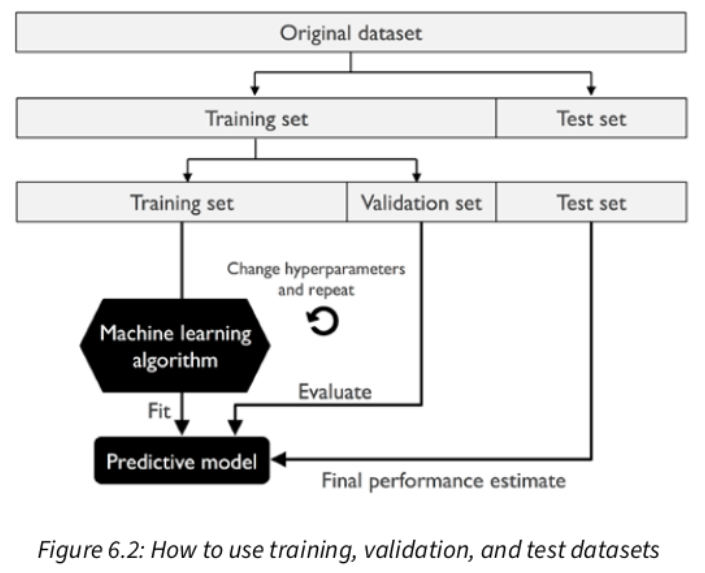 Original dataset
Training set
Test set
Training set
Validation set
Test set
Change hyperparameters
and repeat
Machine learning
algorithm
Evaluate
Fit
Predictive model
Final performance estimate
Figure 6.2: How to use training, validation, and test datasets